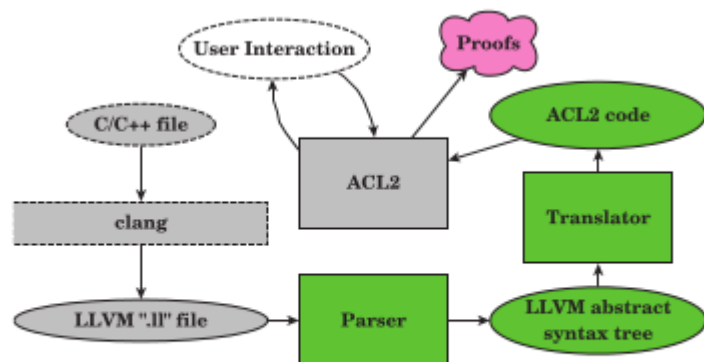 User Interaction
Proofs
C/C++ file
ACL2 code
ACL2
clang
Translator
LLVM ".ll" file
Parser
LLVM abstract
syntax tree